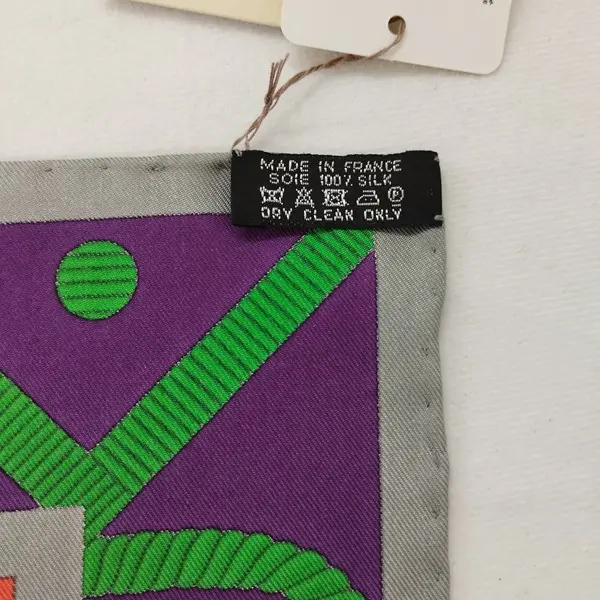 MADE IN FRANCE
SOIE 100% SILK
P
DRY CLEAN ONLY